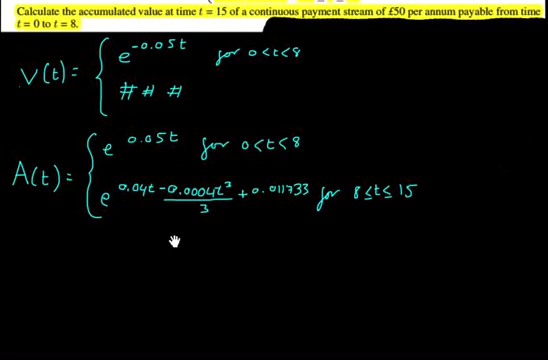 Calculate the accumulated value at time t = 15 of a continuous payment stream of £50 per annum payable from time
t = 0 to t = 8.
V(t) = { e^-0.05t for 0<t<8
# # #
A(t) = { e^0.05t for 0<t<8
e^0.04t - 0.0004t³/3 + 0.011733 for 8≤t≤15